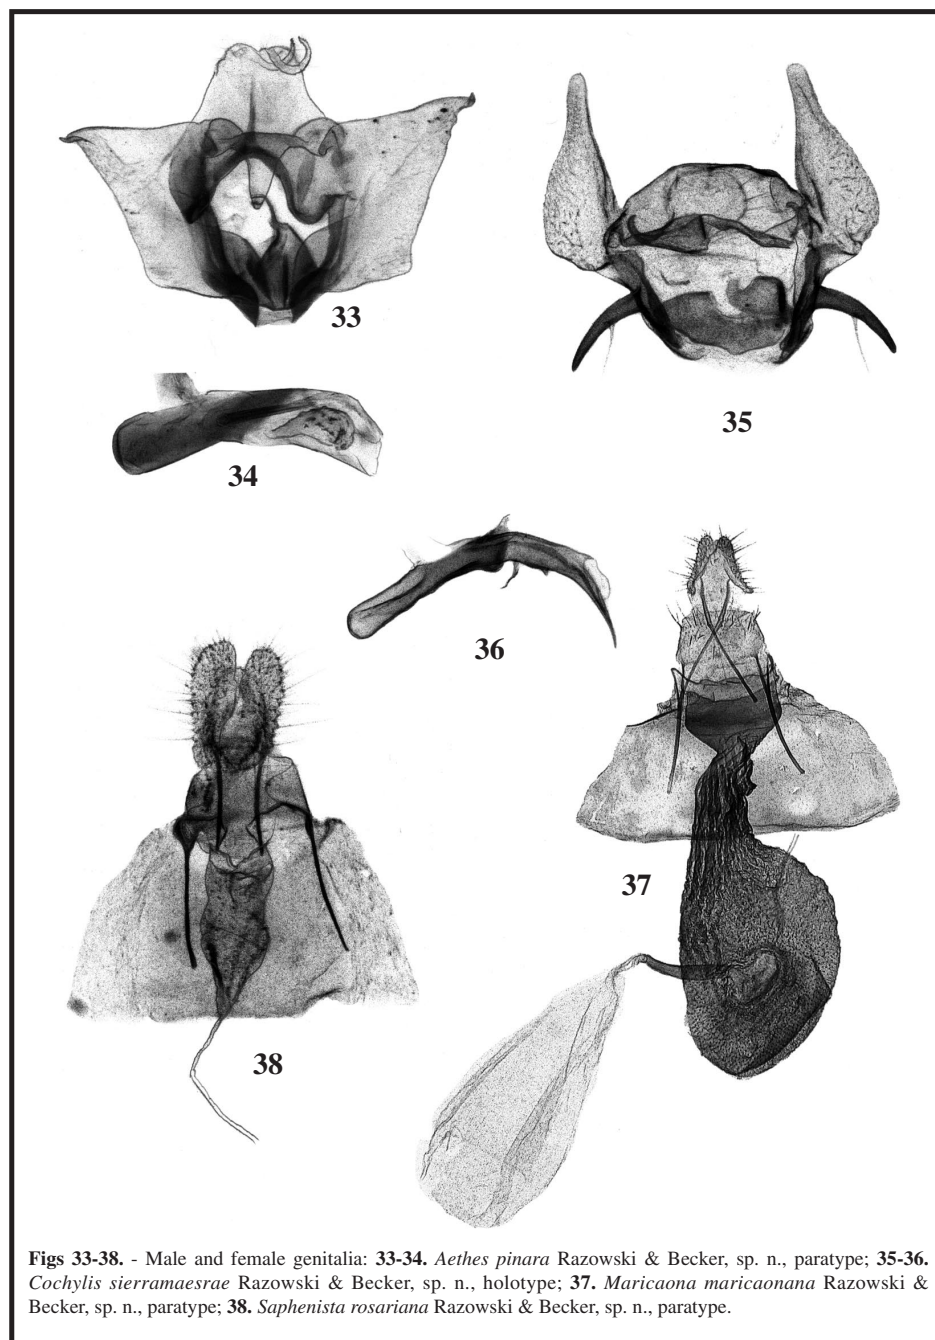 33
35
34
36
37
38
Figs 33-38. - Male and female genitalia: 33-34. Aethes pinara Razowski & Becker, sp. n., paratype; 35-36.
Cochylis sierramaesrae Razowski & Becker, sp. n., holotype; 37. Maricaona maricaonana Razowski &
Becker, sp. n., paratype; 38. Saphenista rosariana Razowski & Becker, sp. n., paratype.